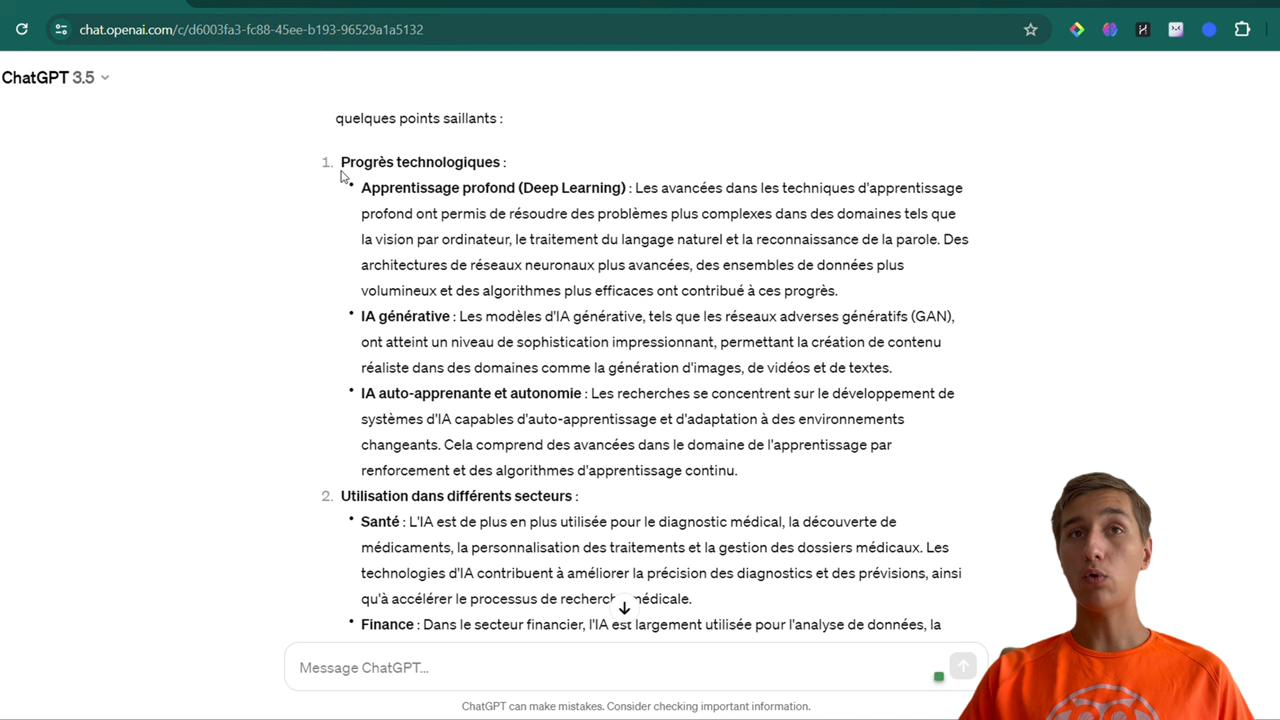 chat.openai.com/c/d6003fa3-fc88-45ee-b193-96529a1a5132
ChatGPT 3.5
quelques points saillants :
1. Progrès technologiques :
• Apprentissage profond (Deep Learning) : Les avancées dans les techniques d'apprentissage
profond ont permis de résoudre des problèmes plus complexes dans des domaines tels que
la vision par ordinateur, le traitement du langage naturel et la reconnaissance de la parole. Des
architectures de réseaux neuronaux plus avancées, des ensembles de données plus
volumineux et des algorithmes plus efficaces ont contribué à ces progrès.
• IA générative : Les modèles d'IA générative, tels que les réseaux adverses génératifs (GAN),
ont atteint un niveau de sophistication impressionnant, permettant la création de contenu
réaliste dans des domaines comme la génération d'images, de vidéos et de textes.
• IA auto-apprenante et autonomie : Les recherches se concentrent sur le développement de
systèmes d'IA capables d'auto-apprentissage et d'adaptation à des environnements
changeants. Cela comprend des avancées dans le domaine de l'apprentissage par
renforcement et des algorithmes d'apprentissage continu.
2. Utilisation dans différents secteurs :
• Santé : L'IA est de plus en plus utilisée pour le diagnostic médical, la découverte de
médicaments, la personnalisation des traitements et la gestion des dossiers médicaux. Les
technologies d'IA contribuent à améliorer la précision des diagnostics et des prévisions, ainsi
qu'à accélérer le processus de recherche médicale.
• Finance : Dans le secteur financier, l'IA est largement utilisée pour l'analyse de données, la
Message ChatGPT...
ChatGPT can make mistakes. Consider checking important information.